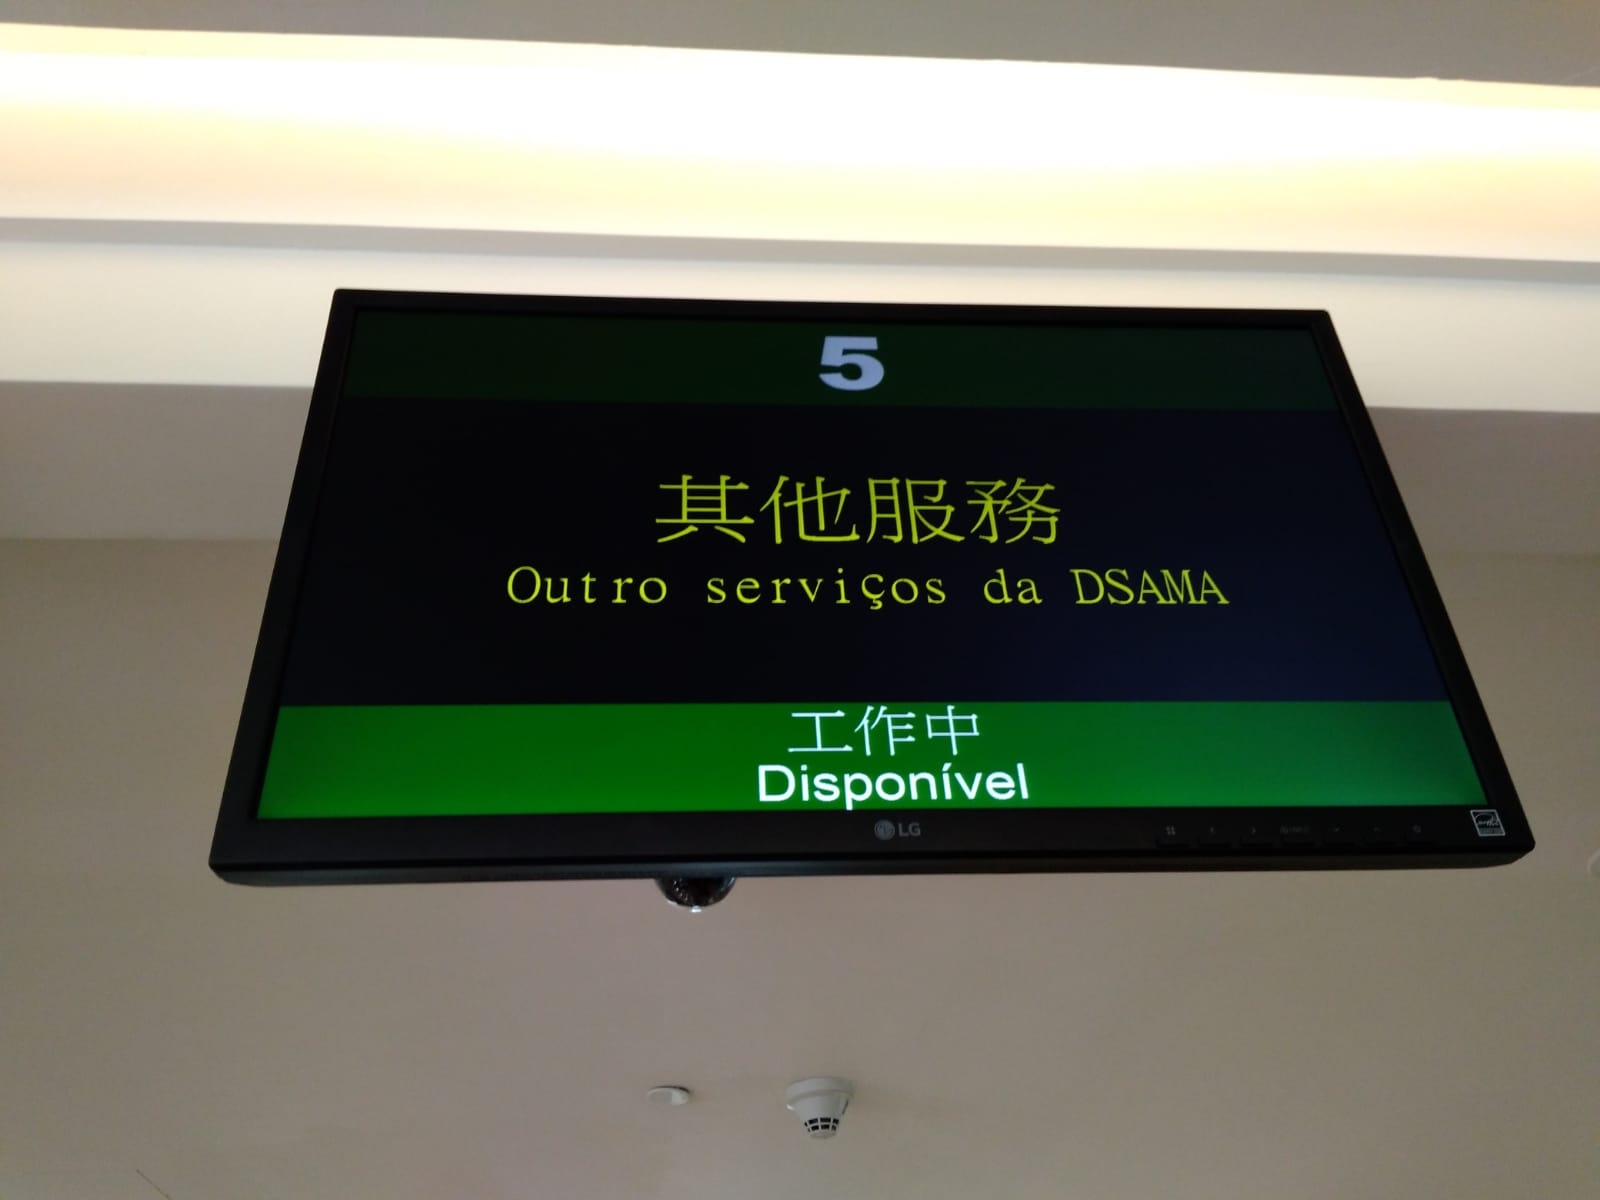 5
其他服務
Outro serviços da DSAMA
工作中
Disponível
LG